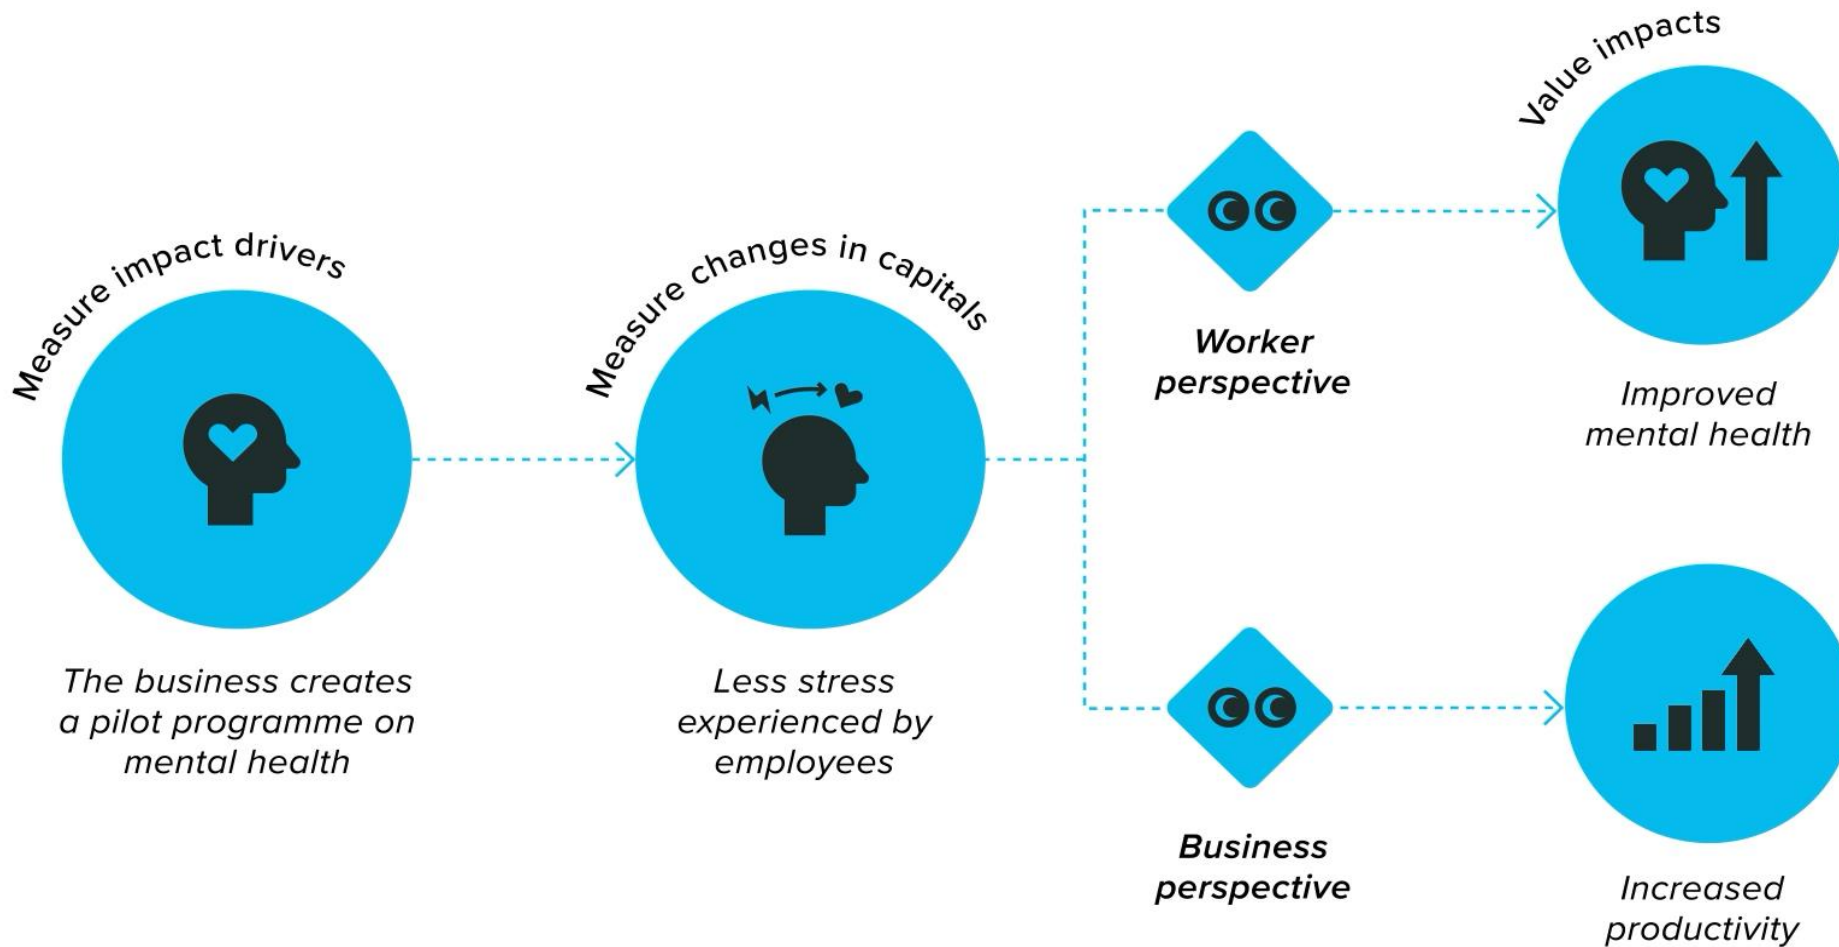 Measure impact drivers
The business creates
a pilot programme on
mental health
Measure changes in capitals
Less stress
experienced by
employees
Worker
perspective
Business
perspective
Value impacts
Improved
mental health
Increased
productivity